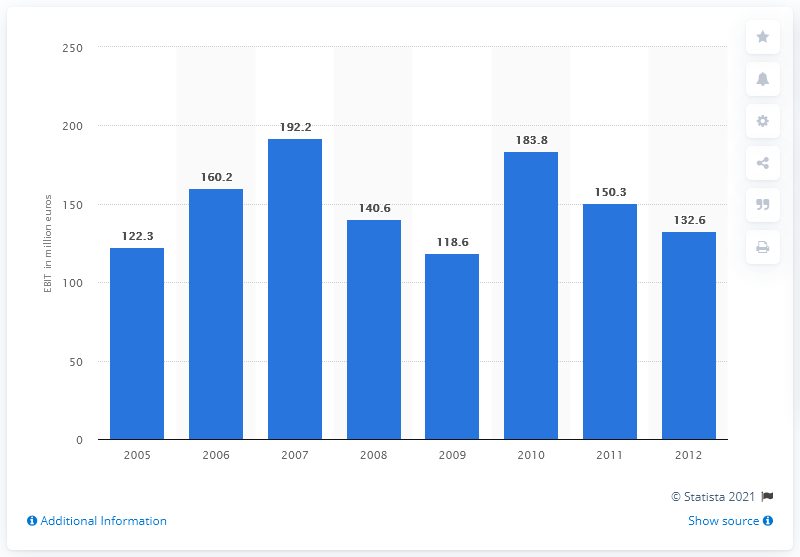 250
200
150
100
50
0
EBIT in million euros
122.3
160.2
192.2
140.6
118.6
183.8
150.3
132.6
2005 2006 2007 2008 2009 2010 2011 2012
© Statista 2021
Additional Information
Show source